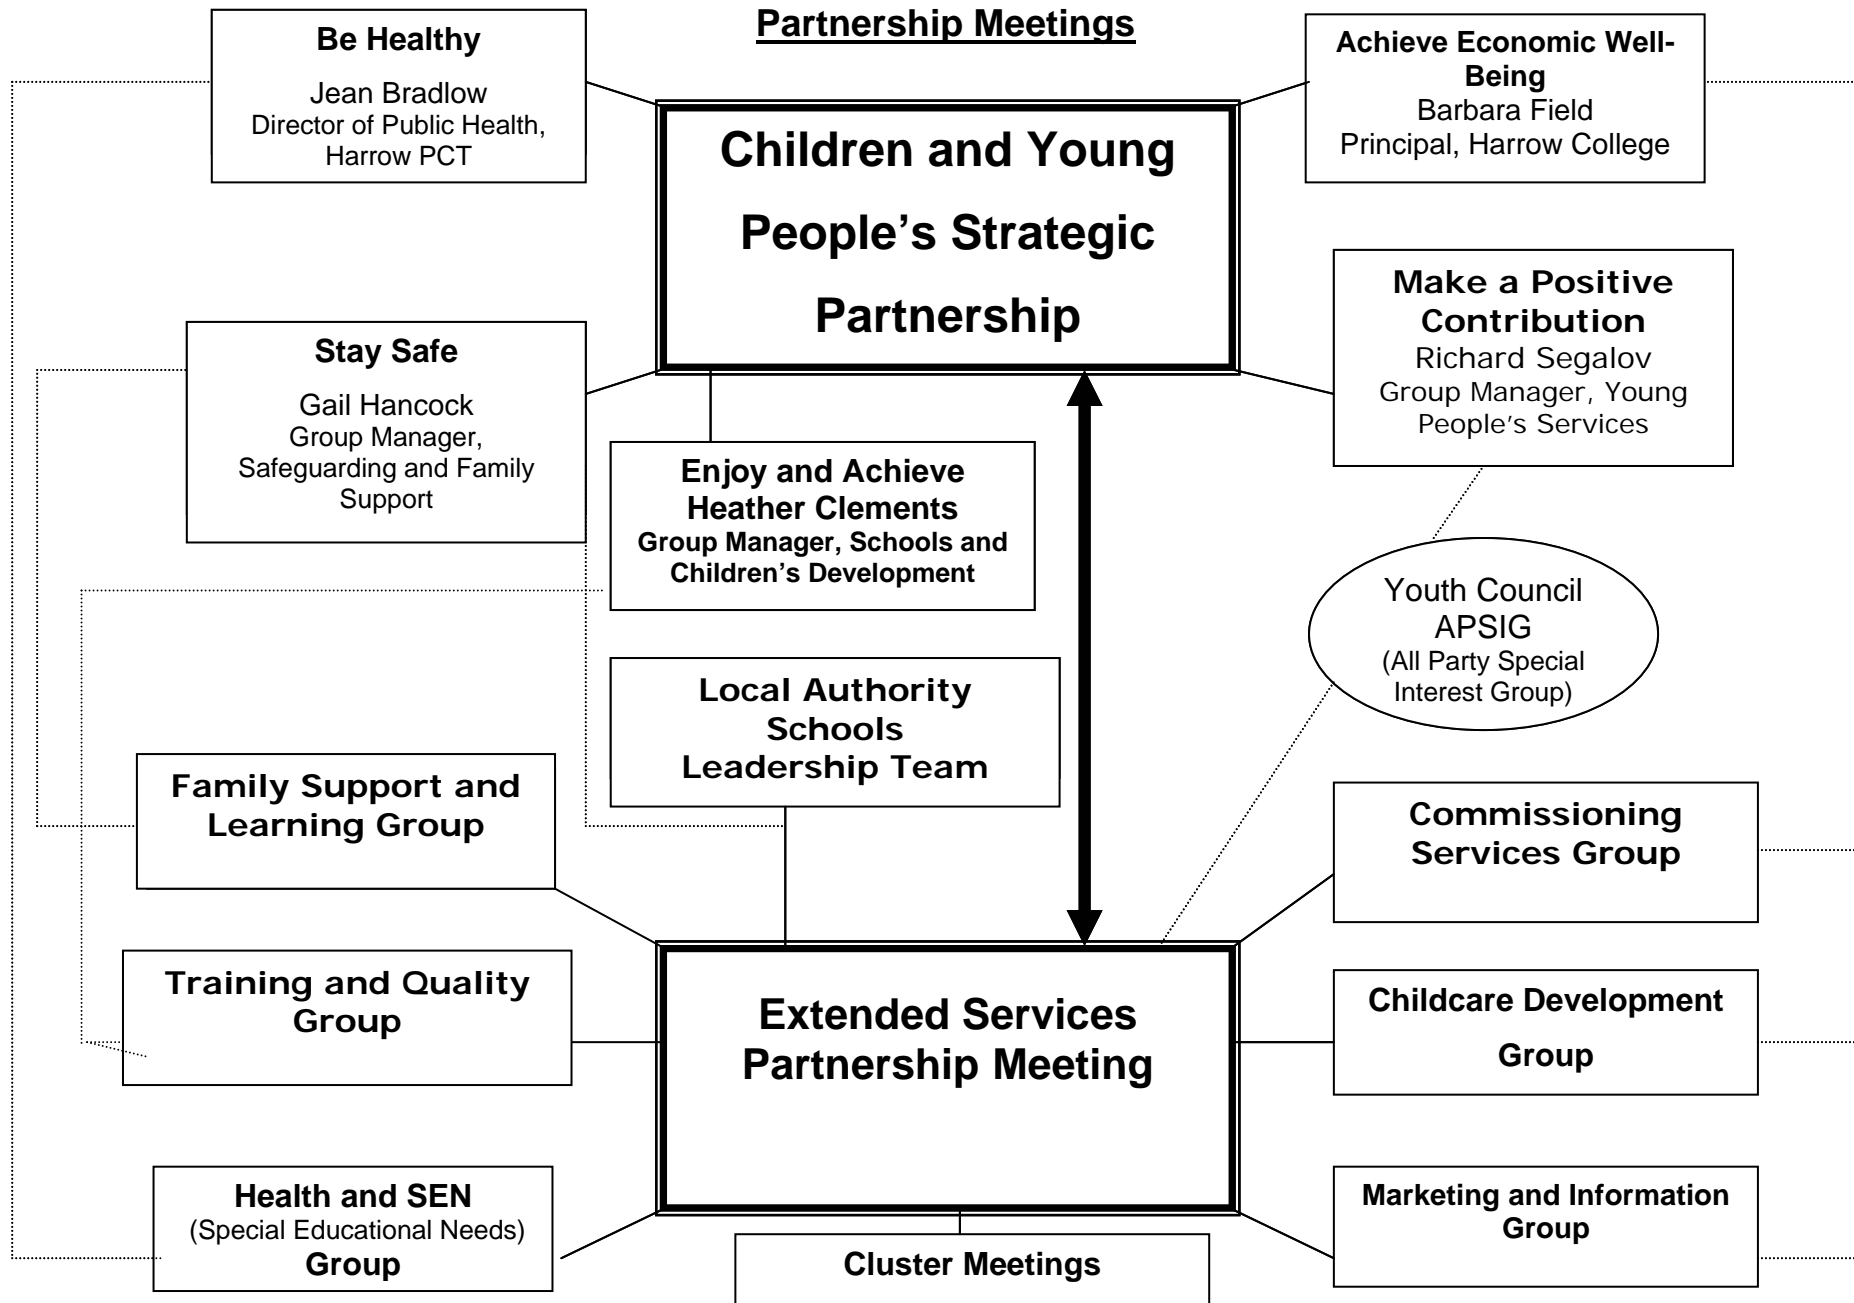 Partnership Meetings
Be Healthy
Jean Bradlow
Director of Public Health,
Harrow PCT
Achieve Economic Well-
Being
Barbara Field
Principal, Harrow College
Children and Young
People’s Strategic
Partnership
Make a Positive
Contribution
Richard Segalov
Group Manager, Young
People’s Services
Stay Safe
Gail Hancock
Group Manager,
Safeguarding and Family
Support
Enjoy and Achieve
Heather Clements
Group Manager, Schools and
Children’s Development
Youth Council
APSIG
(All Party Special
Interest Group)
Local Authority
Schools
Leadership Team
Family Support and
Learning Group
Commissioning
Services Group
Training and Quality
Group
Extended Services
Partnership Meeting
Childcare Development
Group
Health and SEN
(Special Educational Needs)
Group
Marketing and Information
Group
Cluster Meetings